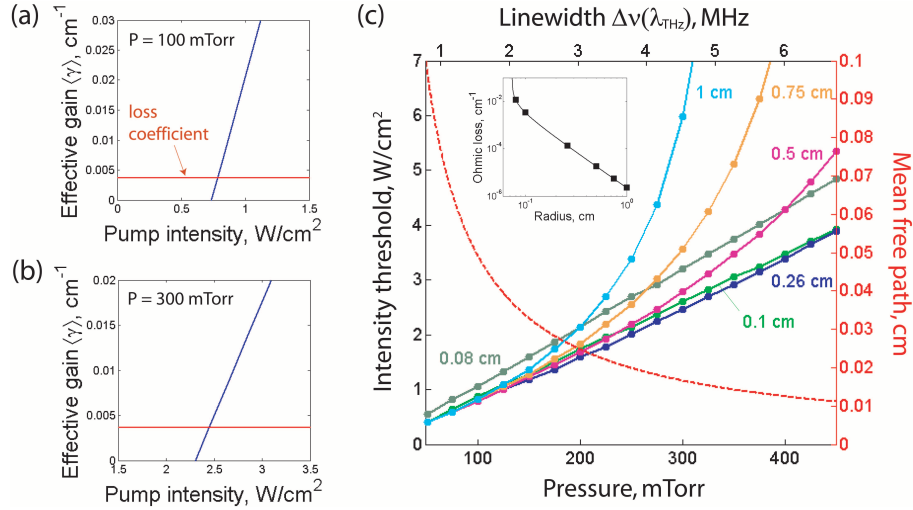 (a)
Effective gain ⟨γ⟩, cm⁻¹
0.03
0.025
0.02
0.015
0.01
0.005
0
P = 100 mTorr
loss
coefficient
0
0.5
1
1.5
Pump intensity, W/cm²
(b)
Effective gain ⟨γ⟩, cm⁻¹
0.02
0.015
0.01
0.005
0
P = 300 mTorr
1.5
2
2.5
3
3.5
Pump intensity, W/cm²
(c)
Linewidth Δν(λTHz), MHz
1
2
3
4
5
6
Intensity threshold, W/cm²
7
6
5
4
3
2
1
0
1 cm
0.75 cm
0.5 cm
0.26 cm
0.1 cm
0.08 cm
Ohmic loss, cm⁻¹
10⁻²
10⁻⁴
10⁻⁶
10⁻¹
10⁰
Radius, cm
0.1
0.09
0.08
0.07
0.06
0.05
0.04
0.03
0.02
0.01
0
Mean free path, cm
100
200
300
400
Pressure, mTorr